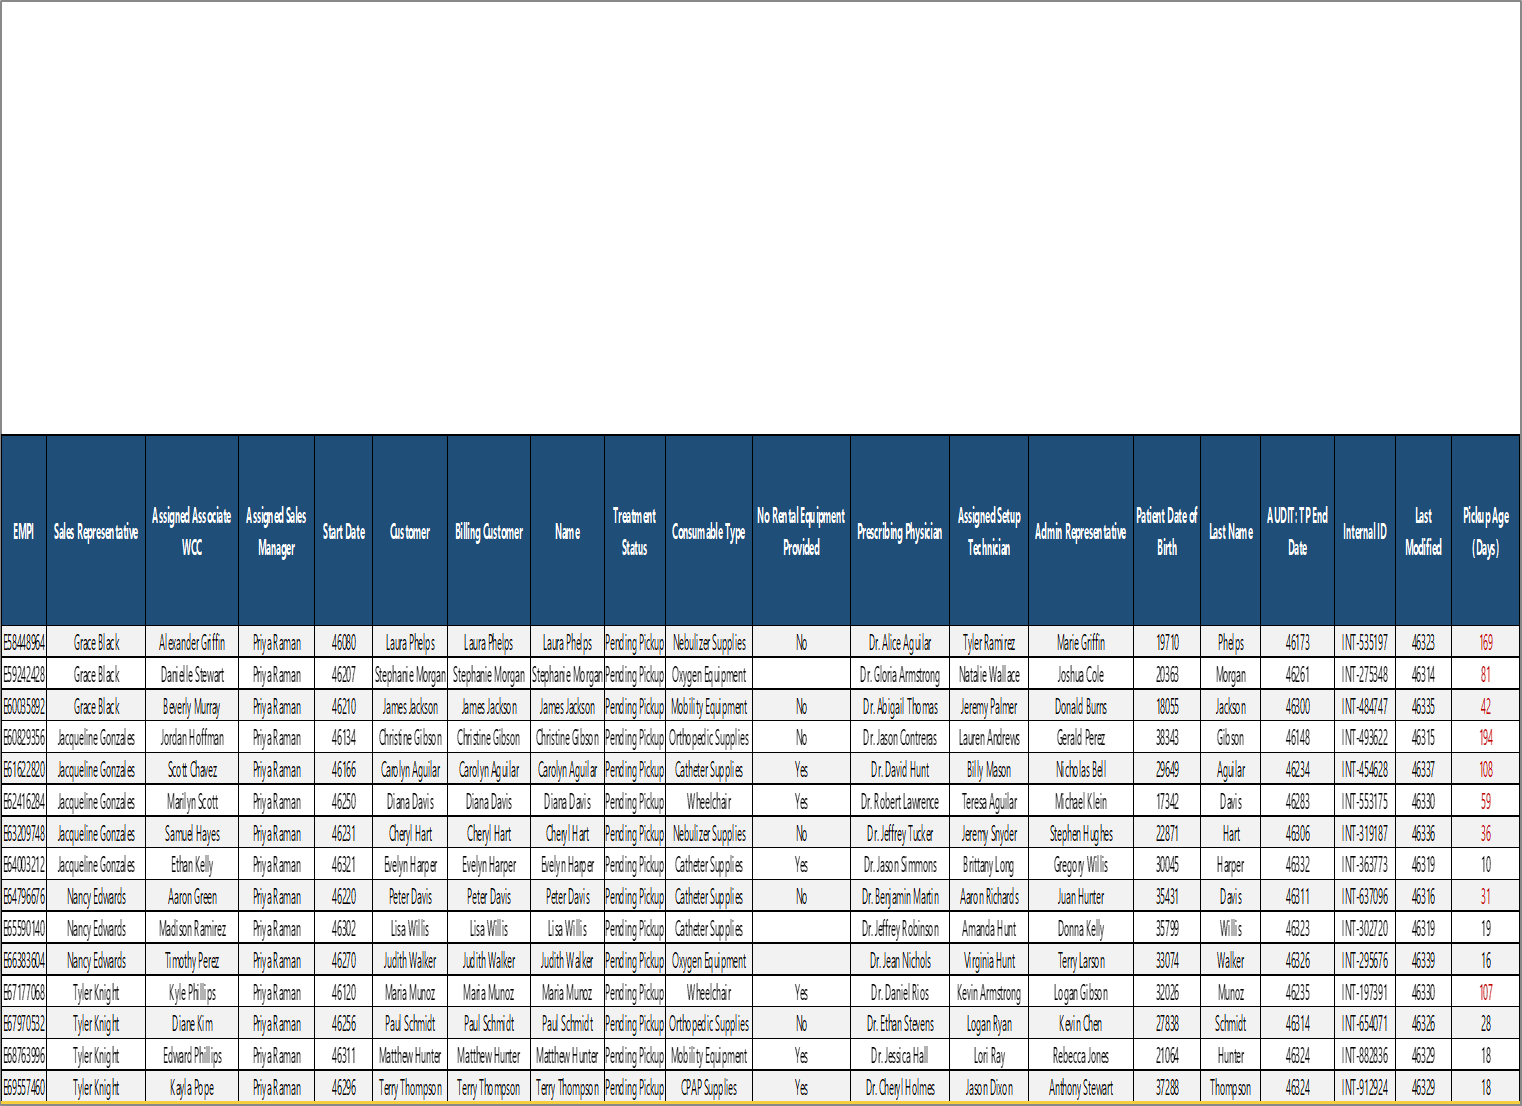 EMPI Sales Representative Assigned Associate WCC Assigned Sales Manager Start Date Customer Billing Customer Name Treatment Status Consumable Type No Rental Equipment Provided Prescribing Physician Assigned Setup Technician Admin Representative Patient Date of Birth Last Name AUDIT: TP End Date Internal ID Last Modified Pickup Age (Days)
E58448964 Grace Black Alexander Griffin Priya Raman 46080 Laura Phelps Laura Phelps Laura Phelps Pending Pickup Nebulizer Supplies No Dr. Alice Aguilar Tyler Ramirez Marie Griffin 19710 Phelps 46173 INT-535197 46323 169
E59242428 Grace Black Danielle Stewart Priya Raman 46207 Stephanie Morgan Stephanie Morgan Stephanie Morgan Pending Pickup Oxygen Equipment Dr. Gloria Armstrong Natalie Wallace Joshua Cole 20363 Morgan 46261 INT-275348 46314 81
E60035892 Grace Black Beverly Murray Priya Raman 46210 James Jackson James Jackson James Jackson Pending Pickup Mobility Equipment No Dr. Abigail Thomas Jeremy Palmer Donald Burns 18055 Jackson 46300 INT-484747 46335 42
E60829356 Jacqueline Gonzales Jordan Hoffman Priya Raman 46134 Christine Gibson Christine Gibson Christine Gibson Pending Pickup Orthopedic Supplies No Dr. Jason Contreras Lauren Andrews Gerald Perez 38343 Gibson 46148 INT-493622 46315 194
E61622820 Jacqueline Gonzales Scott Chavez Priya Raman 46166 Carolyn Aguilar Carolyn Aguilar Carolyn Aguilar Pending Pickup Catheter Supplies Yes Dr. David Hunt Billy Mason Nicholas Bell 29649 Aguilar 46234 INT-454628 46337 108
E62416284 Jacqueline Gonzales Marilyn Scott Priya Raman 46250 Diana Davis Diana Davis Diana Davis Pending Pickup Wheelchair Yes Dr. Robert Lawrence Teresa Aguilar Michael Klein 17342 Davis 46283 INT-553175 46330 59
E63209748 Jacqueline Gonzales Samuel Hayes Priya Raman 46231 Cheryl Hart Cheryl Hart Cheryl Hart Pending Pickup Nebulizer Supplies No Dr. Jeffrey Tucker Jeremy Snyder Stephen Hughes 22871 Hart 46306 INT-319187 46336 36
E64003212 Jacqueline Gonzales Ethan Kelly Priya Raman 46321 Evelyn Harper Evelyn Harper Evelyn Harper Pending Pickup Catheter Supplies Yes Dr. Jason Simmons Brittany Long Gregory Willis 30045 Harper 46332 INT-363773 46319 10
E64796676 Nancy Edwards Aaron Green Priya Raman 46220 Peter Davis Peter Davis Peter Davis Pending Pickup Catheter Supplies No Dr. Benjamin Martin Aaron Richards Juan Hunter 35431 Davis 46311 INT-637096 46316 31
E65590140 Nancy Edwards Madison Ramirez Priya Raman 46302 Lisa Willis Lisa Willis Lisa Willis Pending Pickup Catheter Supplies Dr. Jeffrey Robinson Amanda Hunt Donna Kelly 35799 Willis 46323 INT-302720 46319 19
E66383604 Nancy Edwards Timothy Perez Priya Raman 46270 Judith Walker Judith Walker Judith Walker Pending Pickup Oxygen Equipment Dr. Jean Nichols Virginia Hunt Terry Larson 33074 Walker 46326 INT-295676 46339 16
E67177068 Tyler Knight Kyle Phillips Priya Raman 46120 Maria Munoz Maria Munoz Maria Munoz Pending Pickup Wheelchair Yes Dr. Daniel Rios Kevin Armstrong Logan Gibson 32026 Munoz 46235 INT-197391 46330 107
E67970532 Tyler Knight Diane Kim Priya Raman 46256 Paul Schmidt Paul Schmidt Paul Schmidt Pending Pickup Orthopedic Supplies No Dr. Ethan Stevens Logan Ryan Kevin Chen 27838 Schmidt 46314 INT-654071 46326 28
E68763996 Tyler Knight Edward Phillips Priya Raman 46311 Matthew Hunter Matthew Hunter Matthew Hunter Pending Pickup Mobility Equipment Yes Dr. Jessica Hall Lori Ray Rebecca Jones 21064 Hunter 46324 INT-882836 46329 18
E69557460 Tyler Knight Kayla Pope Priya Raman 46296 Terry Thompson Terry Thompson Terry Thompson Pending Pickup CPAP Supplies Yes Dr. Cheryl Holmes Jason Dixon Anthony Stewart 37288 Thompson 46324 INT-912924 46329 18